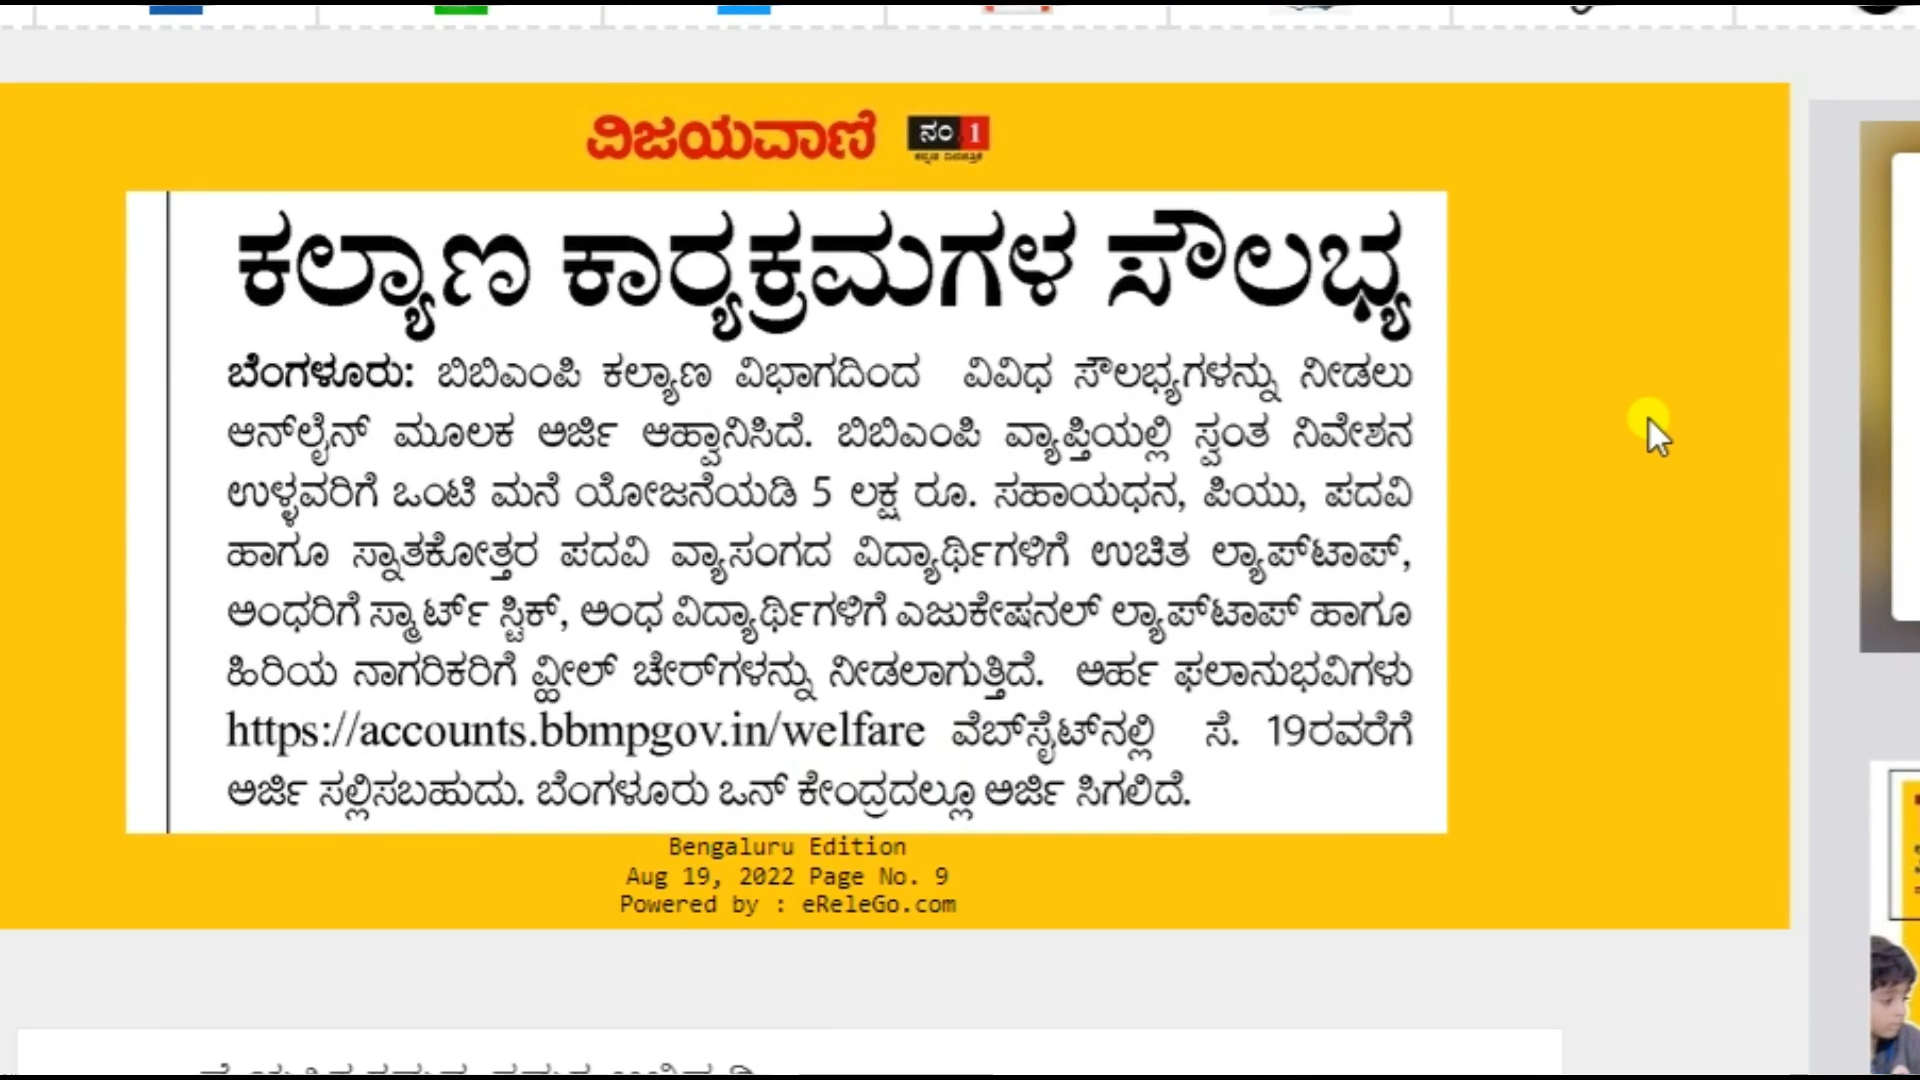 ವಿಜಯವಾಣಿ ನಂ 1
ಕನ್ನಡ ದಿನಪತ್ರಿಕೆ
ಕಲ್ಯಾಣ ಕಾರ‍್ಯಕ್ರಮಗಳ ಸೌಲಭ್ಯ
ಬೆಂಗಳೂರು: ಬಿಬಿಎಂಪಿ ಕಲ್ಯಾಣ ವಿಭಾಗದಿಂದ ವಿವಿಧ ಸೌಲಭ್ಯಗಳನ್ನು ನೀಡಲು
ಆನ್‌ಲೈನ್ ಮೂಲಕ ಅರ್ಜಿ ಆಹ್ವಾನಿಸಿದೆ. ಬಿಬಿಎಂಪಿ ವ್ಯಾಪ್ತಿಯಲ್ಲಿ ಸ್ವಂತ ನಿವೇಶನ
ಉಳ್ಳವರಿಗೆ ಒಂಟಿ ಮನೆ ಯೋಜನೆಯಡಿ 5 ಲಕ್ಷ ರೂ. ಸಹಾಯಧನ, ಪಿಯು, ಪದವಿ
ಹಾಗೂ ಸ್ನಾತಕೋತ್ತರ ಪದವಿ ವ್ಯಾಸಂಗದ ವಿದ್ಯಾರ್ಥಿಗಳಿಗೆ ಉಚಿತ ಲ್ಯಾಪ್‌ಟಾಪ್,
ಅಂಧರಿಗೆ ಸ್ಮಾರ್ಟ್ ಸ್ಟಿಕ್, ಅಂಧ ವಿದ್ಯಾರ್ಥಿಗಳಿಗೆ ಎಜುಕೇಷನಲ್ ಲ್ಯಾಪ್‌ಟಾಪ್ ಹಾಗೂ
ಹಿರಿಯ ನಾಗರಿಕರಿಗೆ ವ್ಹೀಲ್ ಚೇರ್‌ಗಳನ್ನು ನೀಡಲಾಗುತ್ತಿದೆ. ಅರ್ಹ ಫಲಾನುಭವಿಗಳು
https://accounts.bbmpgov.in/welfare ವೆಬ್‌ಸೈಟ್‌ನಲ್ಲಿ ಸೆ. 19ರವರೆಗೆ
ಅರ್ಜಿ ಸಲ್ಲಿಸಬಹುದು. ಬೆಂಗಳೂರು ಒನ್ ಕೇಂದ್ರದಲ್ಲೂ ಅರ್ಜಿ ಸಿಗಲಿದೆ.
Bengaluru Edition
Aug 19, 2022 Page No. 9
Powered by : eReleGo.com